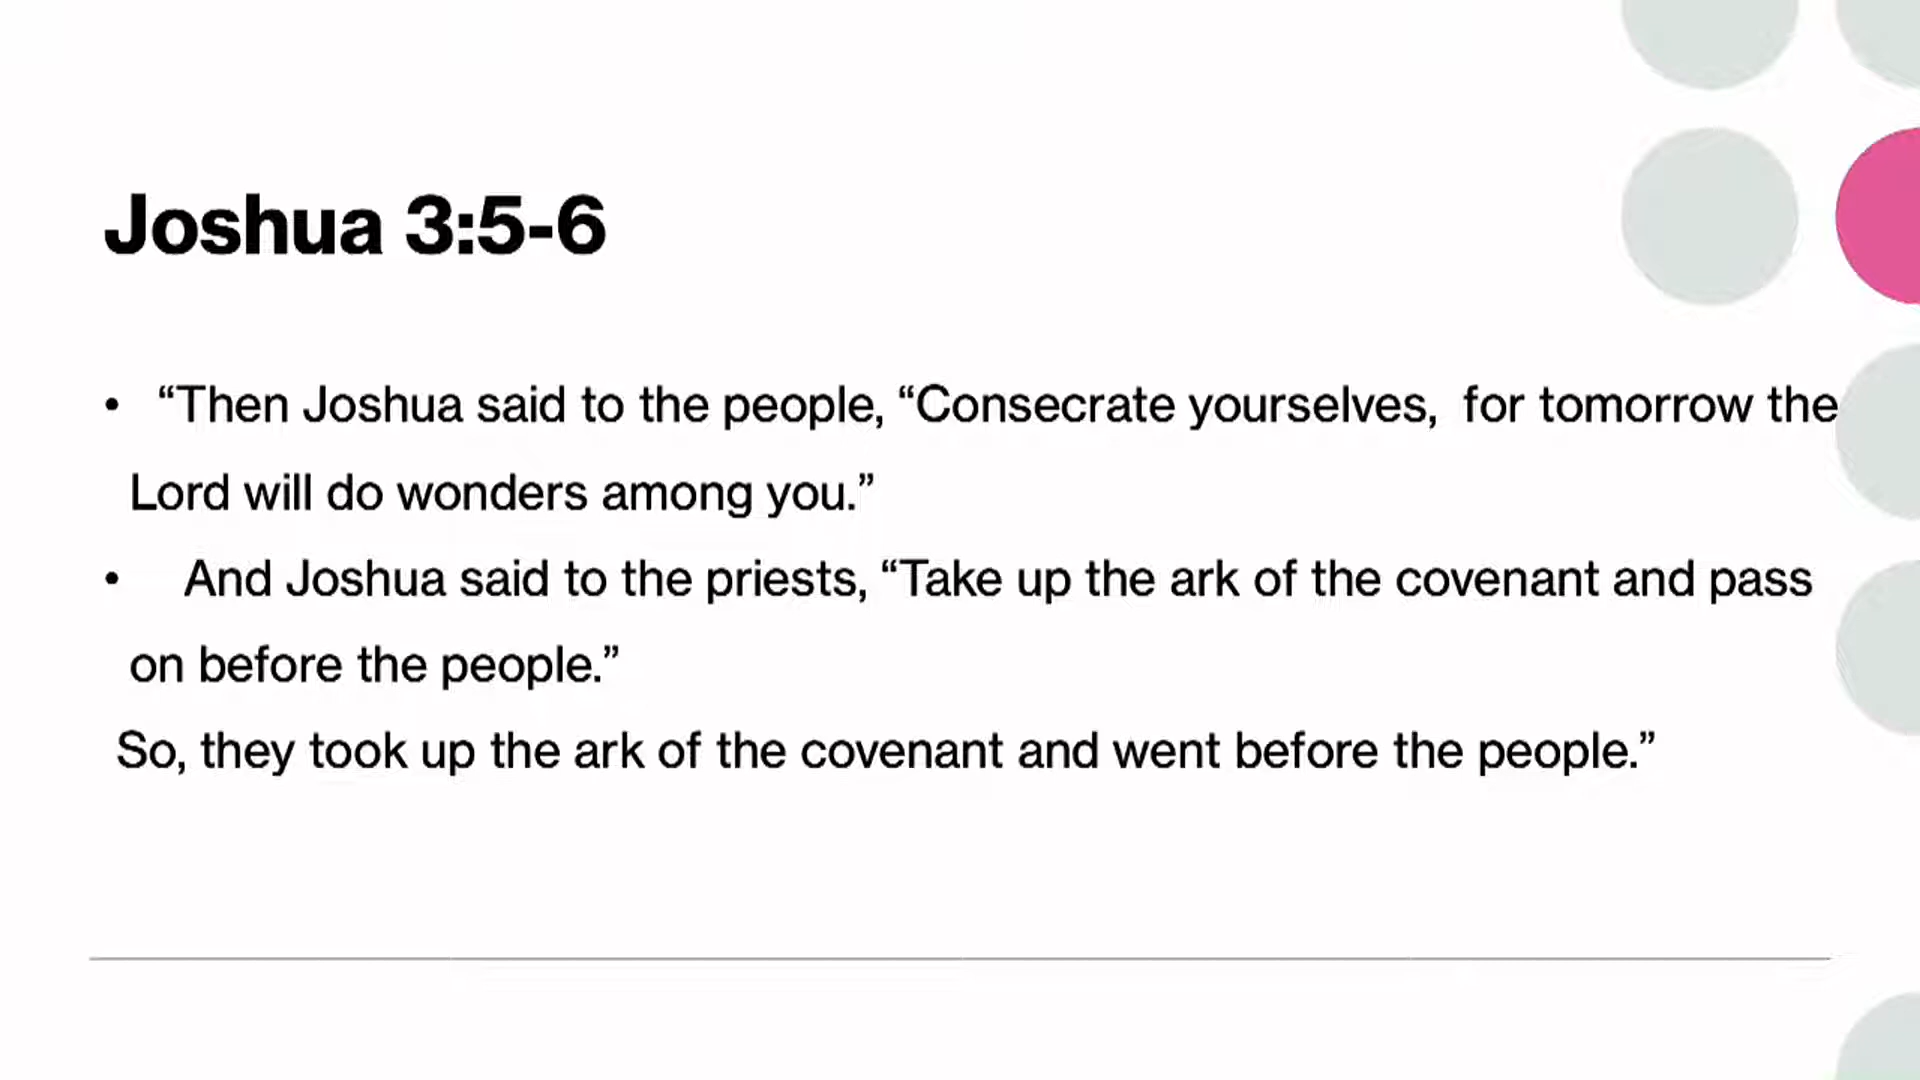 Joshua 3:5-6
• “Then Joshua said to the people, “Consecrate yourselves,  for tomorrow the
Lord will do wonders among you.”
• And Joshua said to the priests, “Take up the ark of the covenant and pass
on before the people.”
So, they took up the ark of the covenant and went before the people.”